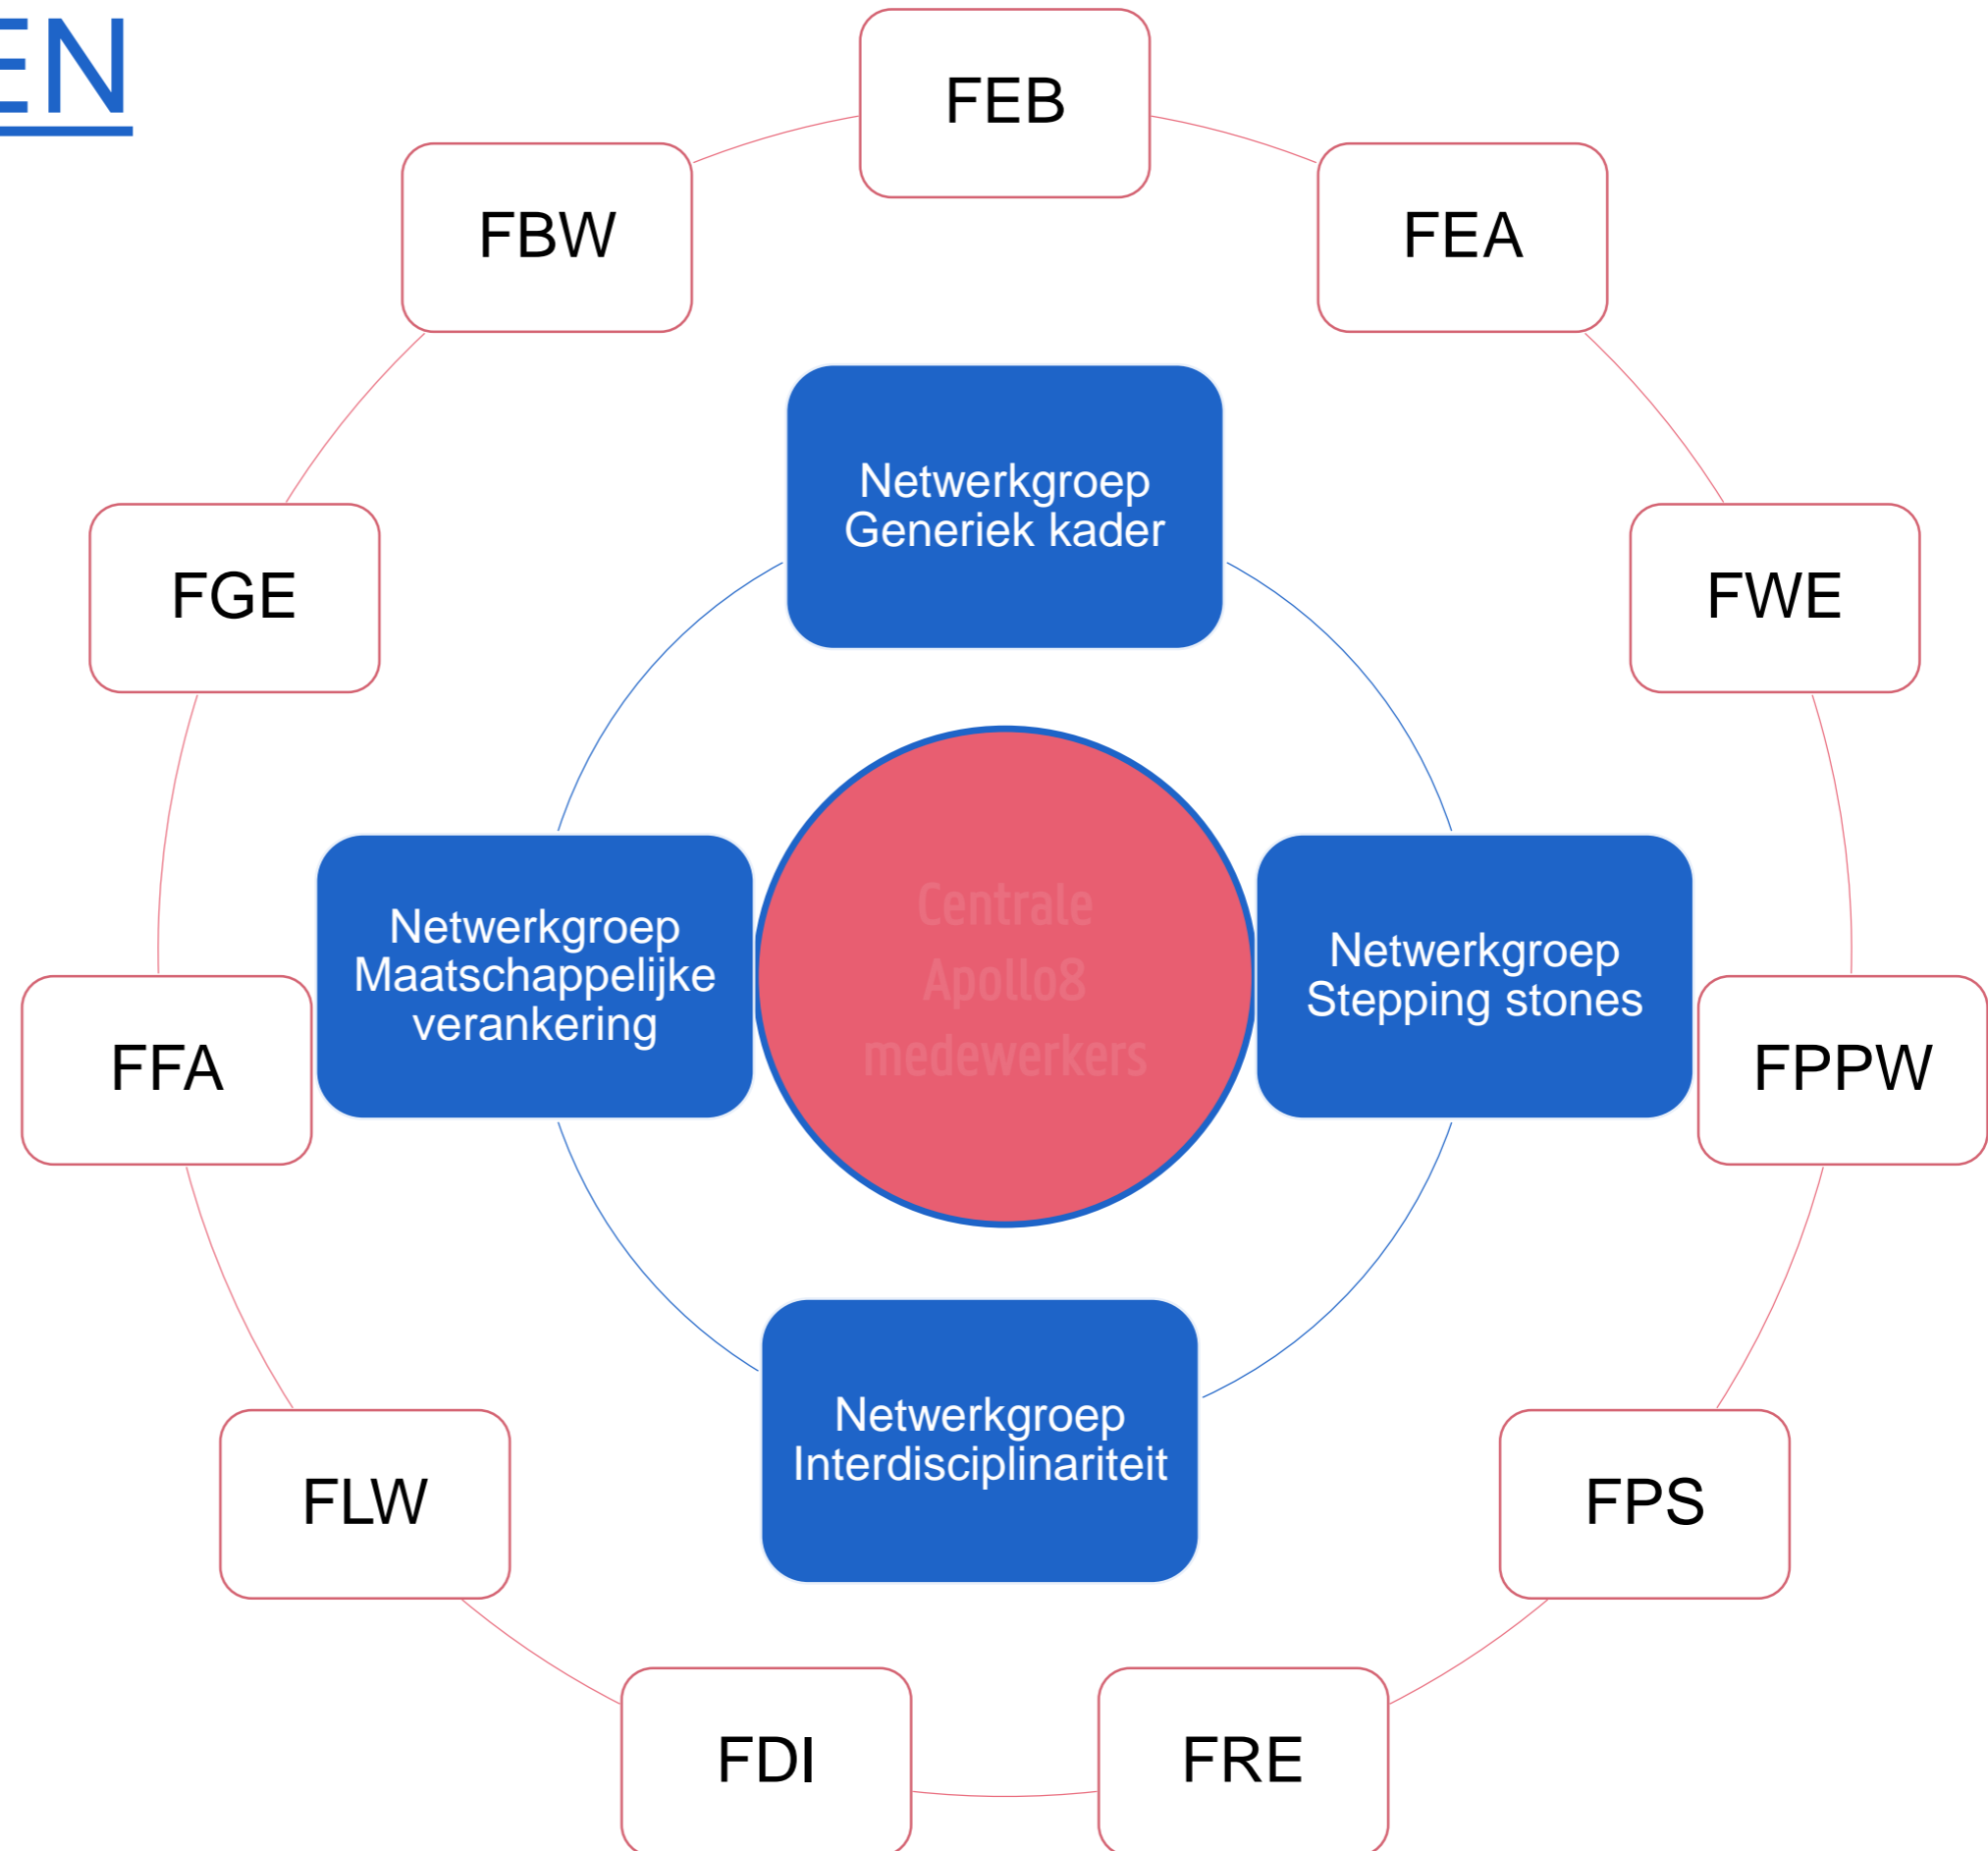 EN
FEB
FBW
FEA
Netwerkgroep
Generiek kader
FGE
FWE
Netwerkgroep
Maatschappelijke
verankering
Centrale
Apollo8
medewerkers
Netwerkgroep
Stepping stones
FFA
FPPW
Netwerkgroep
Interdisciplinariteit
FLW
FPS
FDI
FRE